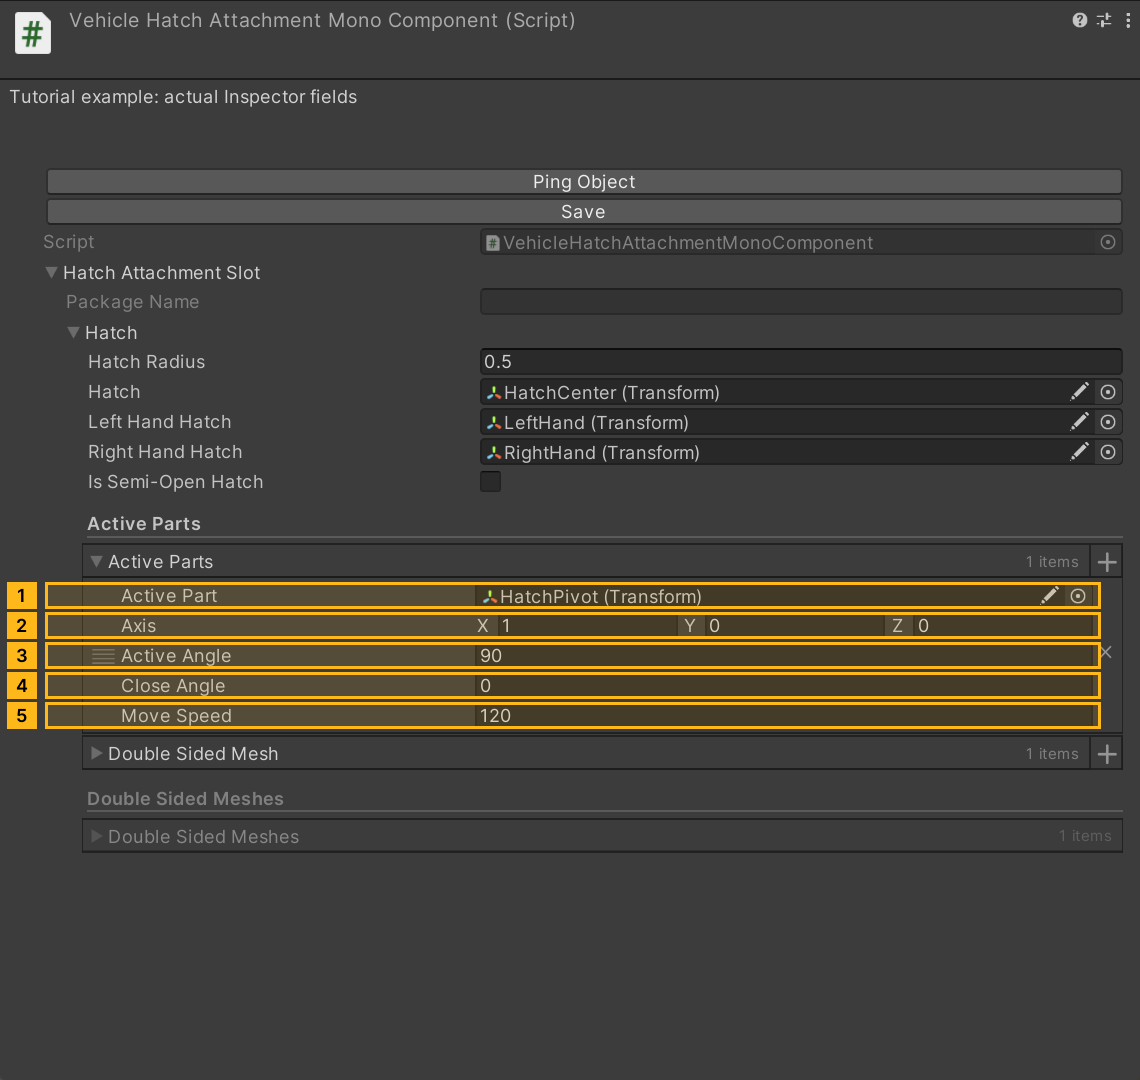 Vehicle Hatch Attachment Mono Component (Script)
Tutorial example: actual Inspector fields
Ping Object
Save
Script VehicleHatchAttachmentMonoComponent
Hatch Attachment Slot
Package Name
Hatch
Hatch Radius 0.5
Hatch HatchCenter (Transform)
Left Hand Hatch LeftHand (Transform)
Right Hand Hatch RightHand (Transform)
Is Semi-Open Hatch
Active Parts
Active Parts 1 items
1 Active Part HatchPivot (Transform)
2 Axis X 1 Y 0 Z 0
3 Active Angle 90
4 Close Angle 0
5 Move Speed 120
Double Sided Mesh 1 items
Double Sided Meshes
Double Sided Meshes 1 items